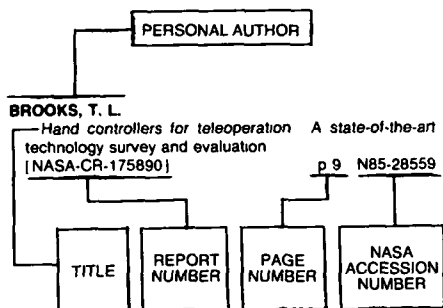 PERSONAL AUTHOR
BROOKS, T. L.
Hand controllers for teleoperation A state-of-the-art
technology survey and evaluation
[NASA-CR-175890] p 9 N85-28559
TITLE
REPORT
NUMBER
PAGE
NUMBER
NASA
ACCESSION
NUMBER